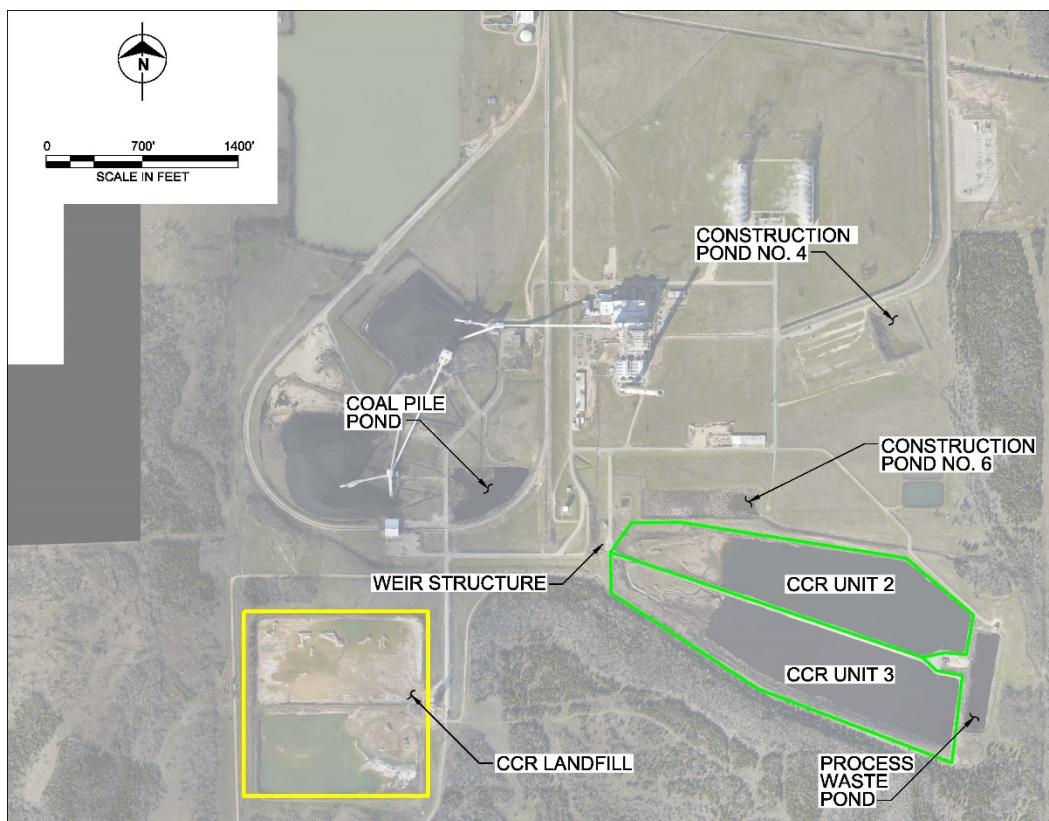 N
0 700' 1400'
SCALE IN FEET
CONSTRUCTION
POND NO. 4
COAL PILE
POND
CONSTRUCTION
POND NO. 6
WEIR STRUCTURE
CCR UNIT 2
CCR UNIT 3
CCR LANDFILL
PROCESS
WASTE
POND